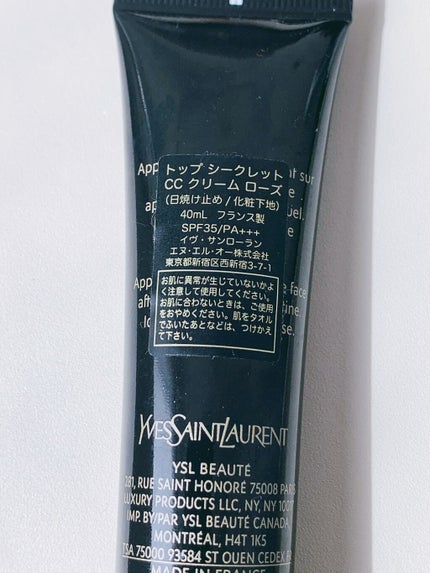 トップ シークレット
CC クリーム ローズ
(日焼け止め / 化粧下地)
40mL フランス製
SPF35/PA+++
イヴ・サンローラン
エヌ・エル・オー株式会社
東京都新宿区西新宿3-7-1
お肌に異常が生じていないかよ
く注意して使用してください。
お肌に合わないときは、ご使用
をおやめください。肌をタオル
でふいたあとなどは、つけかえ
て下さい。
YVESSAINTLAURENT
YSL BEAUTÉ
RUE SAINT HONORÉ 75008 PARIS
LUXURY PRODUCTS LLC, NY, NY
IMP. BY/PAR YSL BEAUTÉ CANADA
MONTRÉAL, H4T 1K5
TSA 75000 93584 ST OUEN CEDEX
MADE IN FRANCE